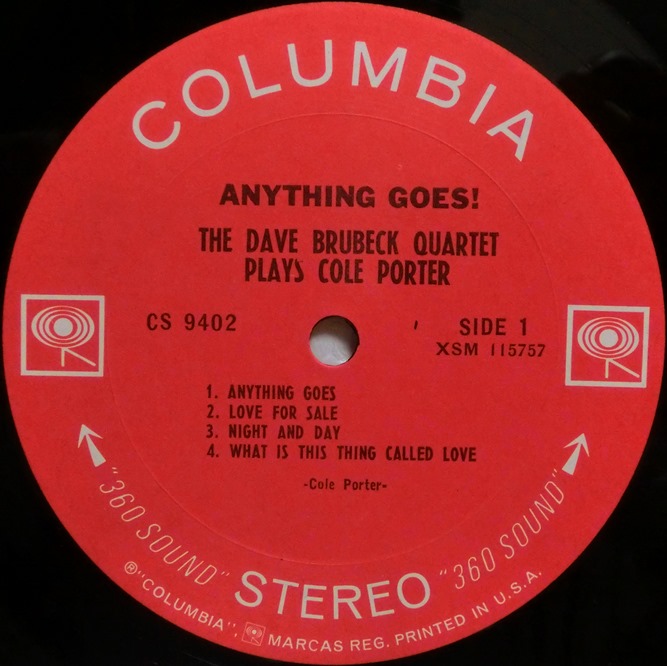 COLUMBIA
ANYTHING GOES!
THE DAVE BRUBECK QUARTET
PLAYS COLE PORTER
CS 9402
SIDE 1
XSM 115757
1. ANYTHING GOES
2. LOVE FOR SALE
3. NIGHT AND DAY
4. WHAT IS THIS THING CALLED LOVE
-Cole Porter-
"360 SOUND" STEREO "360 SOUND"
®"COLUMBIA", MARCAS REG. PRINTED IN U.S.A.